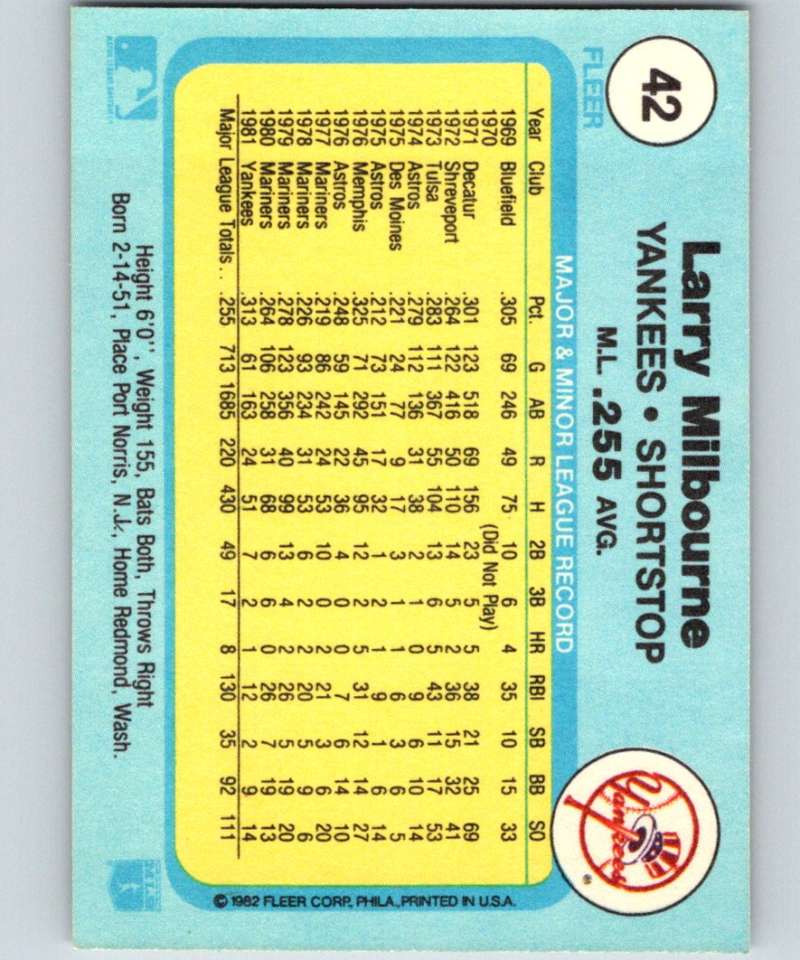 42
FLEER
Larry Milbourne
YANKEES • SHORTSTOP
M.L. .255 AVG.
Yankees
MAJOR & MINOR LEAGUE RECORD
Year Club Pct. G AB R H 2B 3B HR RBI SB BB SO
1969 Bluefield .305 69 246 49 75 10 6 4 35 10 15 33
1970 (Did Not Play)
1971 Decatur .301 123 518 69 156 23 5 5 38 21 25 69
1972 Shreveport .264 122 416 50 110 14 5 2 36 15 32 41
1973 Tulsa .283 111 367 55 104 13 6 5 43 11 17 53
1974 Astros .279 112 136 31 38 2 1 0 9 6 10 14
1975 Des Moines .221 24 77 9 17 3 1 1 6 3 6 5
1975 Astros .212 73 151 17 32 1 2 1 9 1 6 14
1976 Memphis .325 71 292 45 95 12 2 5 31 12 14 27
1976 Astros .248 59 145 22 36 4 0 0 7 6 14 10
1977 Mariners .219 86 242 24 53 10 0 2 21 3 6 20
1978 Mariners .226 93 234 31 53 6 2 2 20 5 9 6
1979 Mariners .278 123 356 40 99 13 4 2 26 5 19 20
1980 Mariners .264 106 258 31 68 6 6 0 26 7 19 13
1981 Yankees .313 61 163 24 51 7 2 1 12 2 9 14
Major League Totals .. .255 713 1685 220 430 49 17 8 130 35 92 111
Height 6'0'', Weight 155, Bats Both, Throws Right
Born 2-14-51, Place Port Norris, N.J., Home Redmond, Wash.
© 1982 FLEER CORP., PHILA., PRINTED IN U.S.A.